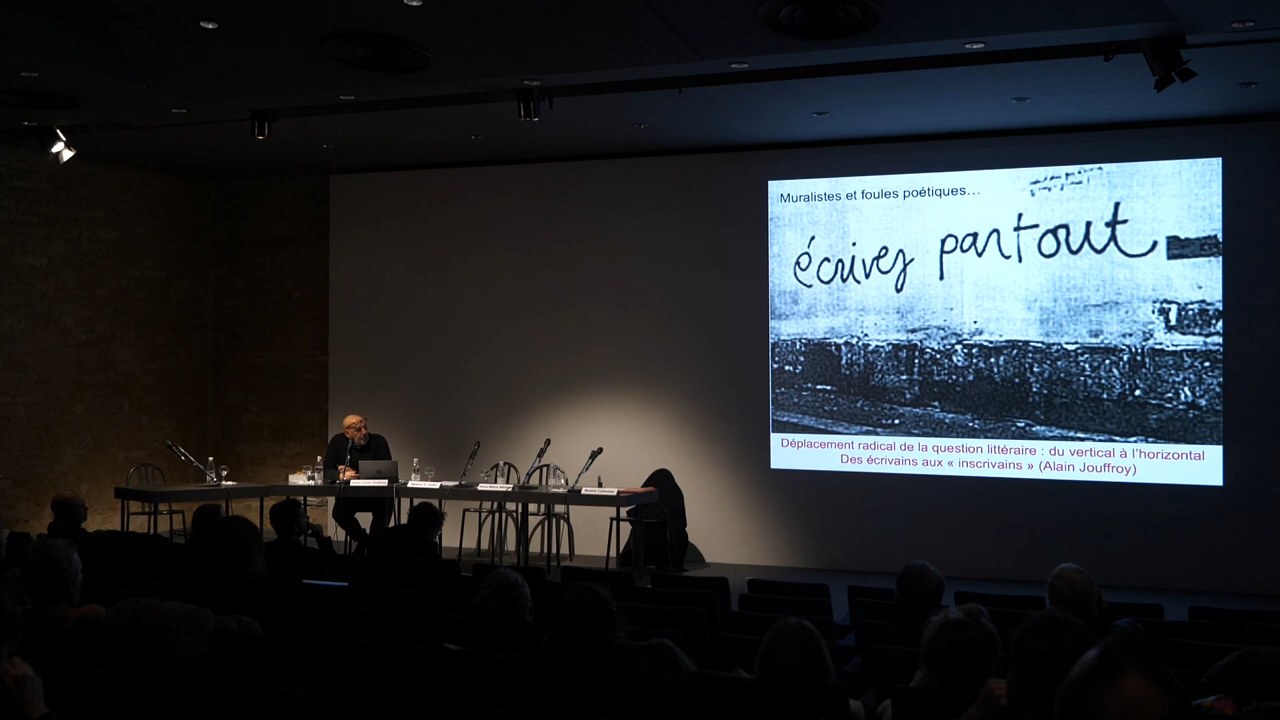 Muralistes et foules poétiques…
écrivez partout
Déplacement radical de la question littéraire : du vertical à l'horizontal
Des écrivains aux « inscrivains » (Alain Jouffroy)